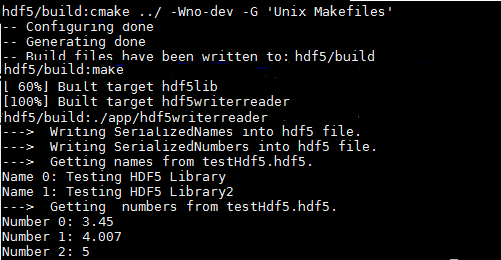 hdf5/build:cmake ../ -Wno-dev -G 'Unix Makefiles'
-- Configuring done
-- Generating done
-- Build files have been written to: hdf5/build
hdf5/build:make
[ 60%] Built target hdf5lib
[100%] Built target hdf5writerreader
hdf5/build:./app/hdf5writerreader
--->  Writing SerializedNames into hdf5 file.
--->  Writing SerializedNumbers into hdf5 file.
--->  Getting names from testHdf5.hdf5.
Name 0: Testing HDF5 Library
Name 1: Testing HDF5 Library2
--->  Getting  numbers from testHdf5.hdf5.
Number 0: 3.45
Number 1: 4.007
Number 2: 5